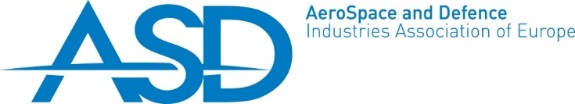 ASD
AeroSpace and Defence
Industries Association of Europe